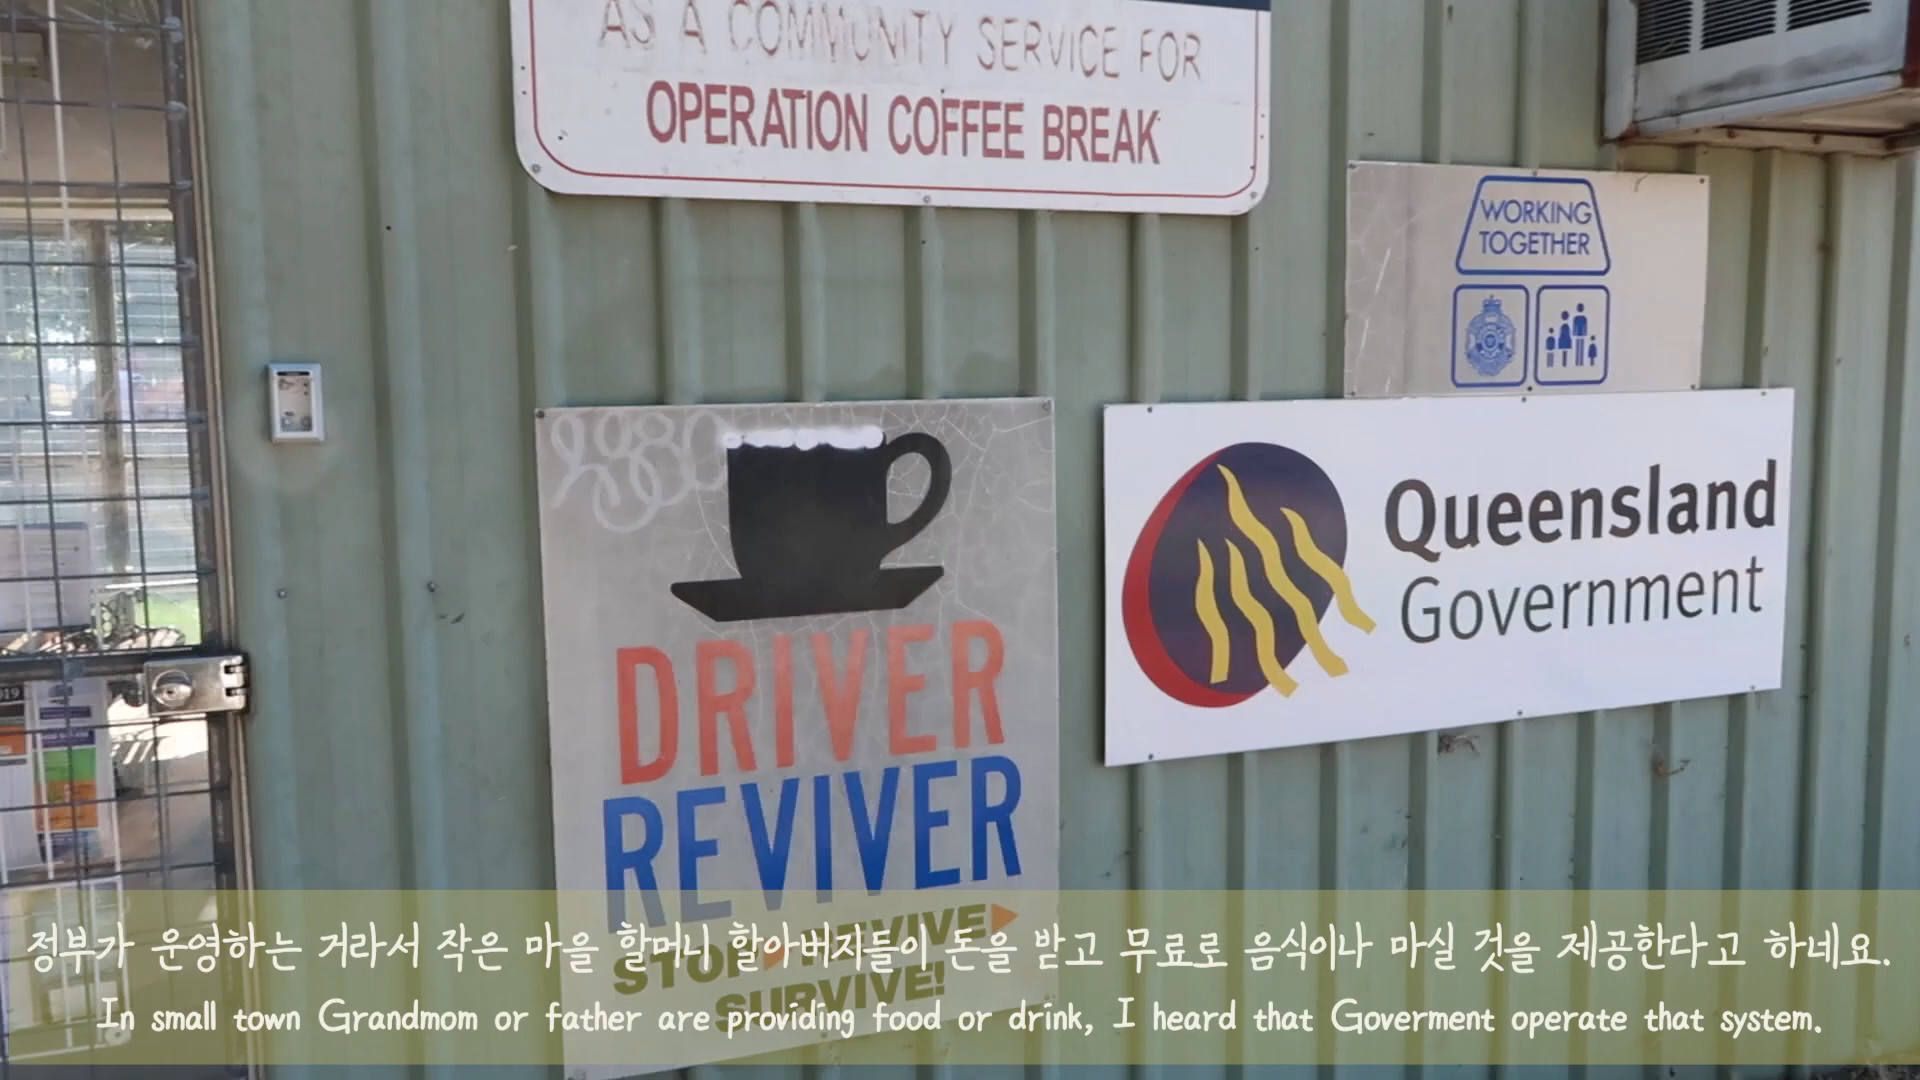 AS A COMMUNITY SERVICE FOR
OPERATION COFFEE BREAK
WORKING
TOGETHER
Queensland
Government
DRIVER
REVIVER
STOP REVIVE
SURVIVE!
정부가 운영하는 거라서 작은 마을 할머니 할아버지들이 돈을 받고 무료로 음식이나 마실 것을 제공한다고 하네요.
In small town Grandmom or father are providing food or drink, I heard that Goverment operate that system.